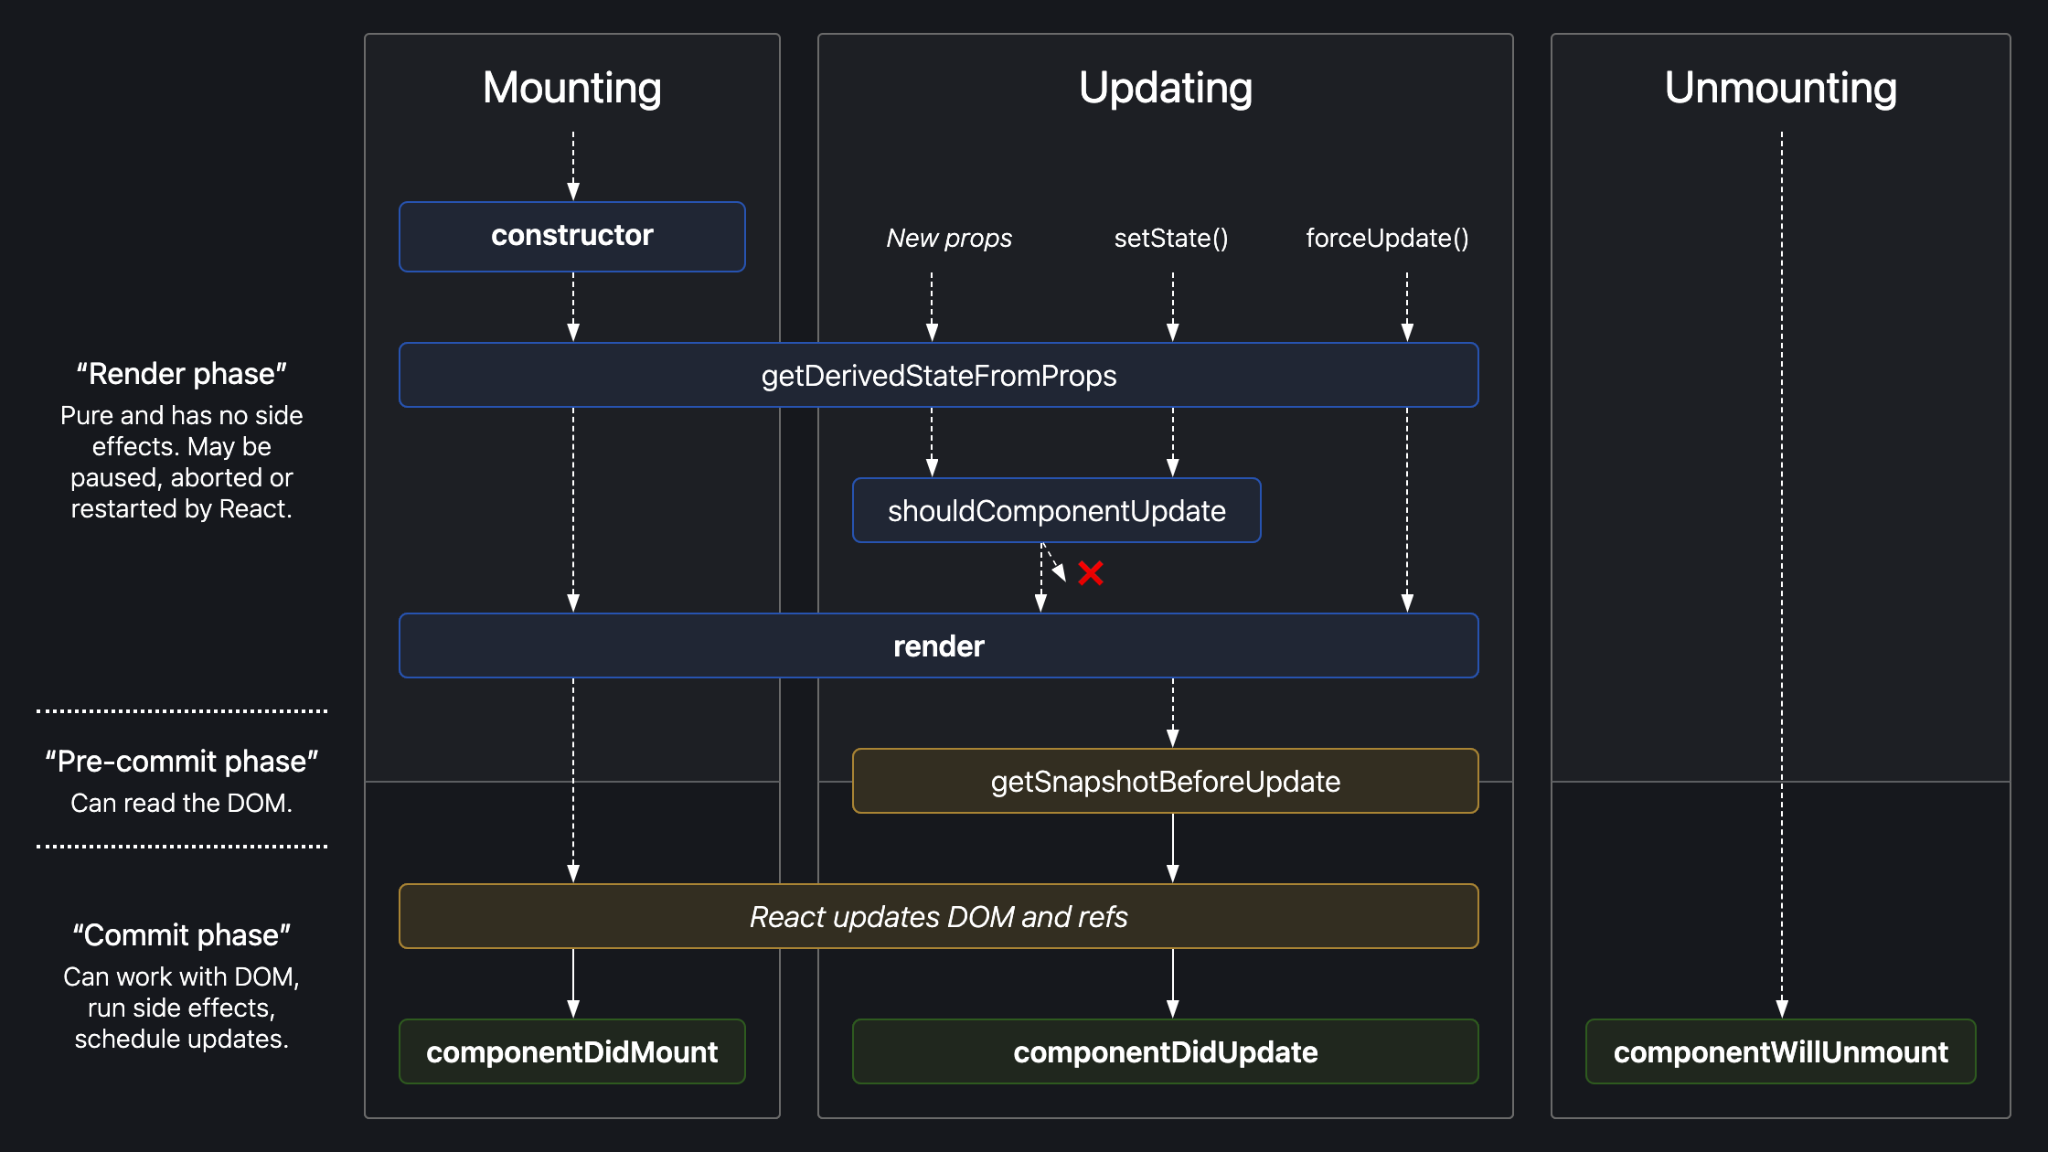 Mounting
Updating
Unmounting
constructor
New props
setState()
forceUpdate()
“Render phase”
Pure and has no side
effects. May be
paused, aborted or
restarted by React.
getDerivedStateFromProps
shouldComponentUpdate
render
“Pre-commit phase”
Can read the DOM.
getSnapshotBeforeUpdate
“Commit phase”
Can work with DOM,
run side effects,
schedule updates.
React updates DOM and refs
componentDidMount
componentDidUpdate
componentWillUnmount